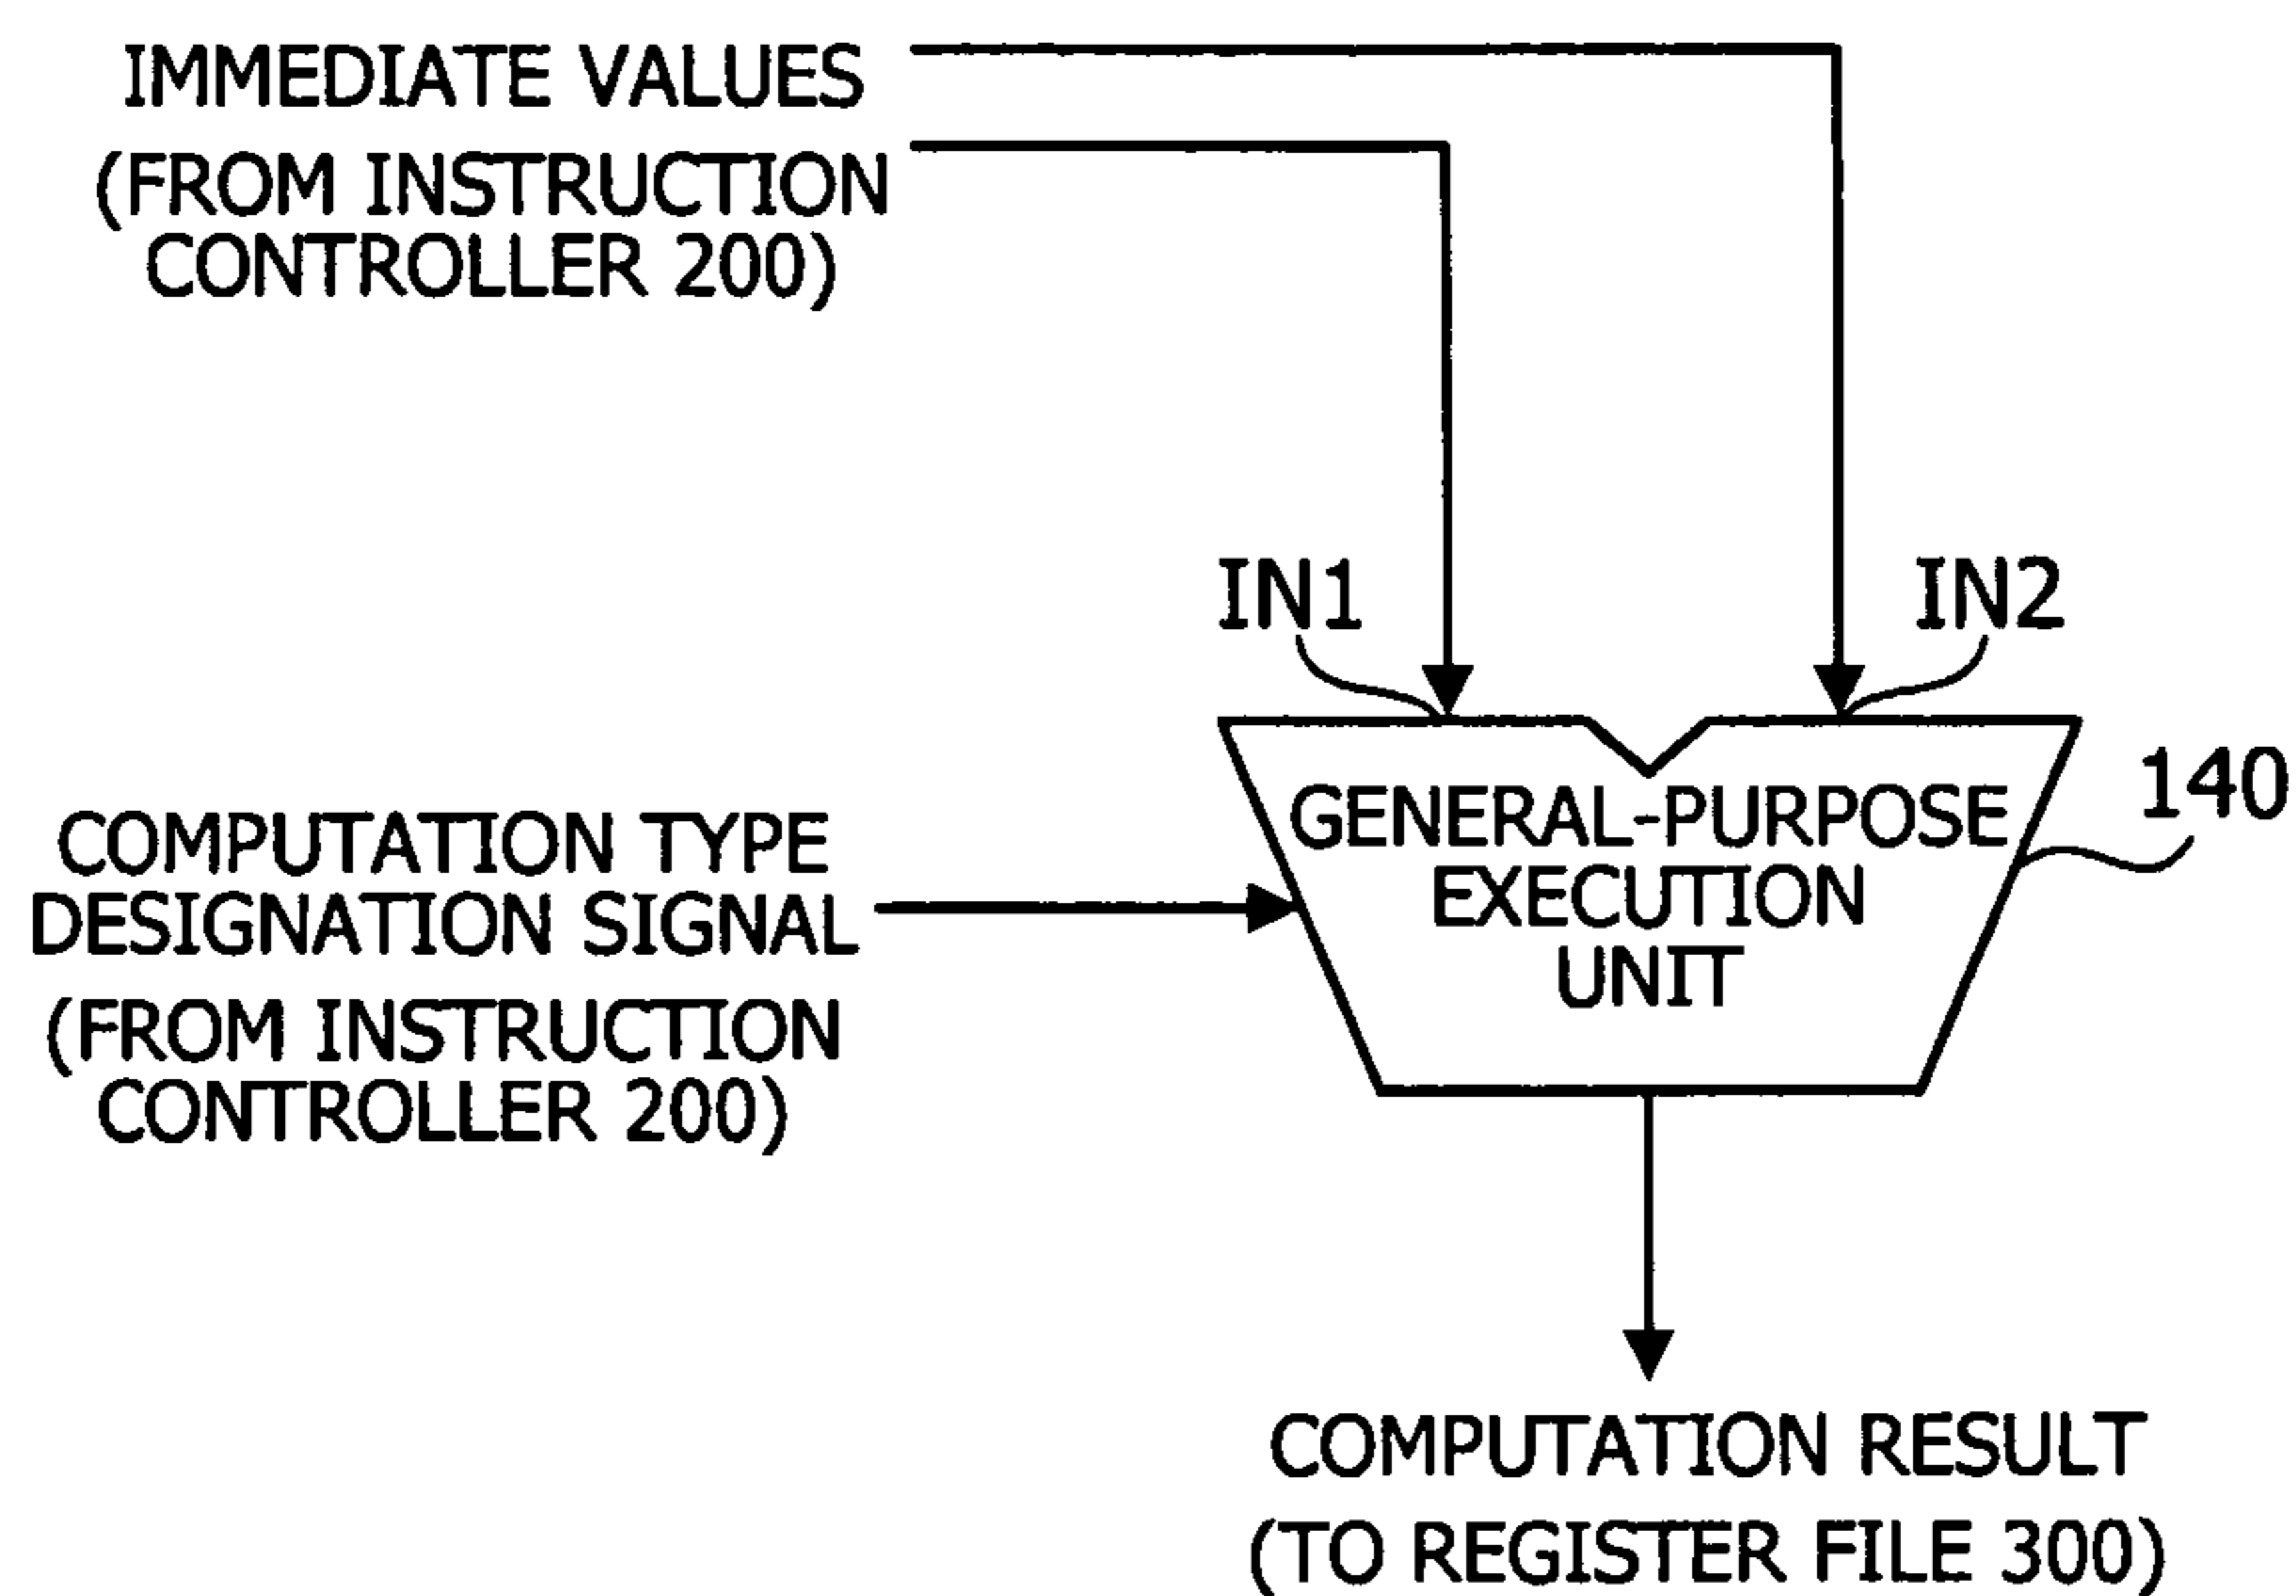 IMMEDIATE VALUES
(FROM INSTRUCTION
CONTROLLER 200)
IN1
IN2
140
GENERAL-PURPOSE
EXECUTION
UNIT
COMPUTATION TYPE
DESIGNATION SIGNAL
(FROM INSTRUCTION
CONTROLLER 200)
COMPUTATION RESULT
(TO REGISTER FILE 300)